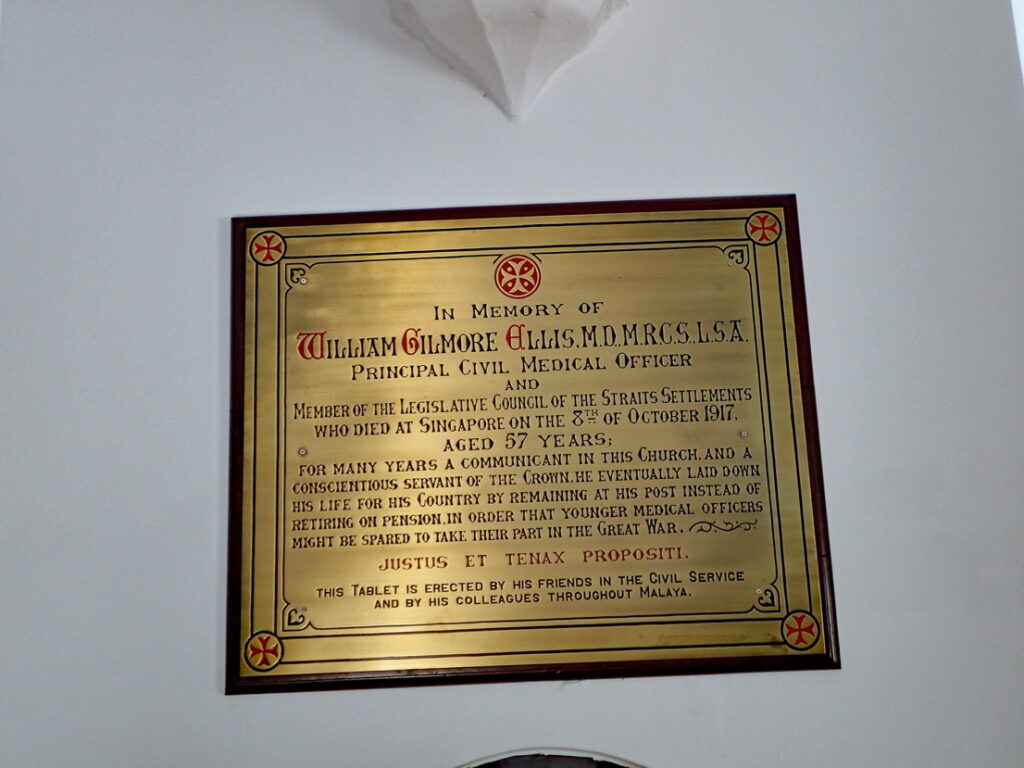 IN MEMORY OF
WILLIAM GILMORE ELLIS, M.D., M.R.C.S., L.S.A.
PRINCIPAL CIVIL MEDICAL OFFICER
AND
MEMBER OF THE LEGISLATIVE COUNCIL OF THE STRAITS SETTLEMENTS
WHO DIED AT SINGAPORE ON THE 8TH OF OCTOBER 1917,
AGED 57 YEARS;
FOR MANY YEARS A COMMUNICANT IN THIS CHURCH, AND A
CONSCIENTIOUS SERVANT OF THE CROWN, HE EVENTUALLY LAID DOWN
HIS LIFE FOR HIS COUNTRY BY REMAINING AT HIS POST INSTEAD OF
RETIRING ON PENSION, IN ORDER THAT YOUNGER MEDICAL OFFICERS
MIGHT BE SPARED TO TAKE THEIR PART IN THE GREAT WAR.
JUSTUS ET TENAX PROPOSITI.
THIS TABLET IS ERECTED BY HIS FRIENDS IN THE CIVIL SERVICE
AND BY HIS COLLEAGUES THROUGHOUT MALAYA.